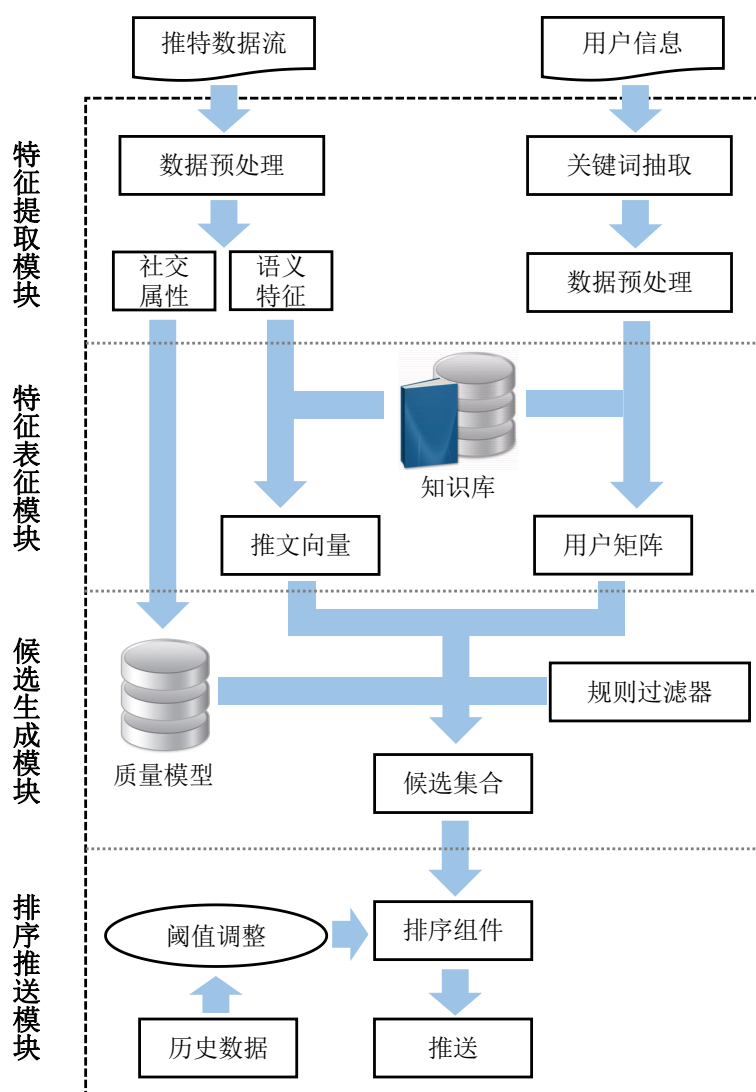 推特数据流
用户信息
特征提取模块
数据预处理
关键词抽取
社交
属性
语义
特征
数据预处理
特征表征模块
知识库
推文向量
用户矩阵
候选生成模块
规则过滤器
质量模型
候选集合
排序推送模块
阈值调整
排序组件
历史数据
推送